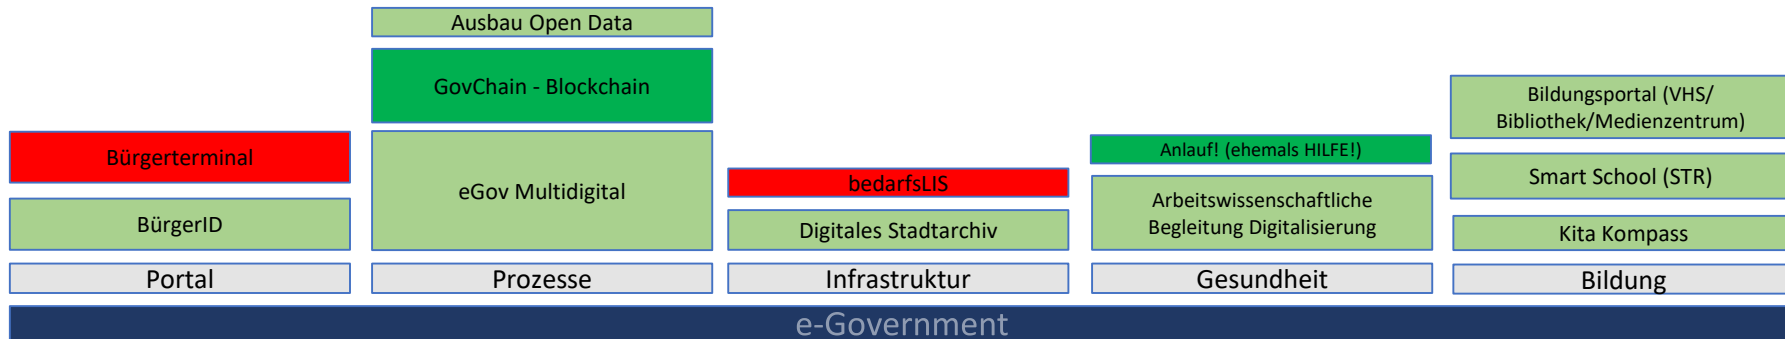 Ausbau Open Data
GovChain - Blockchain
Bürgerterminal
eGov Multidigital
BürgerID
bedarfsLIS
Digitales Stadtarchiv
Anlauf! (ehemals HILFE!)
Arbeitswissenschaftliche
Begleitung Digitalisierung
Bildungsportal (VHS/
Bibliothek/Medienzentrum)
Smart School (STR)
Kita Kompass
Portal
Prozesse
Infrastruktur
Gesundheit
Bildung
e-Government